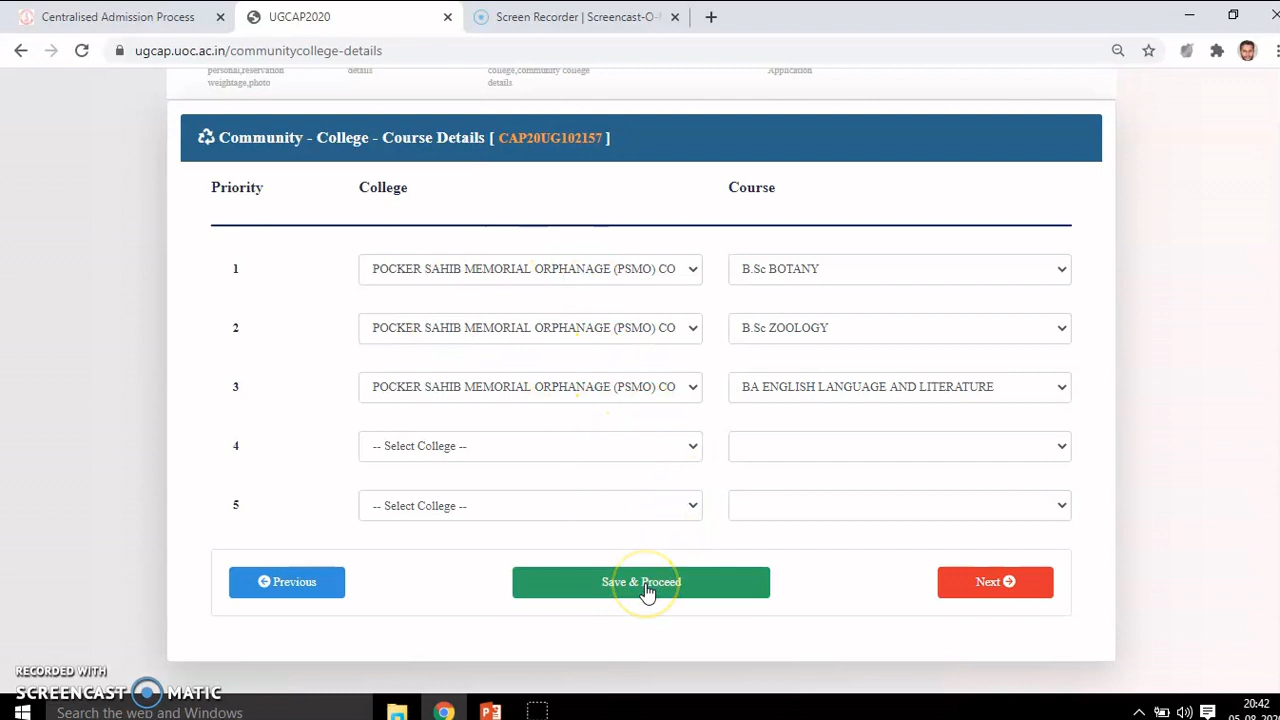 Centralised Admission Process
UGCAP2020
Screen Recorder | Screencast-O-
ugcap.uoc.ac.in/communitycollege-details
personal,reservation
weightage,photo
details
college,community college
details
Application
Community - College - Course Details [ CAP20UG102157 ]
Priority College Course
1 POCKER SAHIB MEMORIAL ORPHANAGE (PSMO) CO B.Sc BOTANY
2 POCKER SAHIB MEMORIAL ORPHANAGE (PSMO) CO B.Sc ZOOLOGY
3 POCKER SAHIB MEMORIAL ORPHANAGE (PSMO) CO BA ENGLISH LANGUAGE AND LITERATURE
4 -- Select College --
5 -- Select College --
Previous Save & Proceed Next
RECORDED WITH
SCREENCAST MATIC
Search the web and Windows
20:42